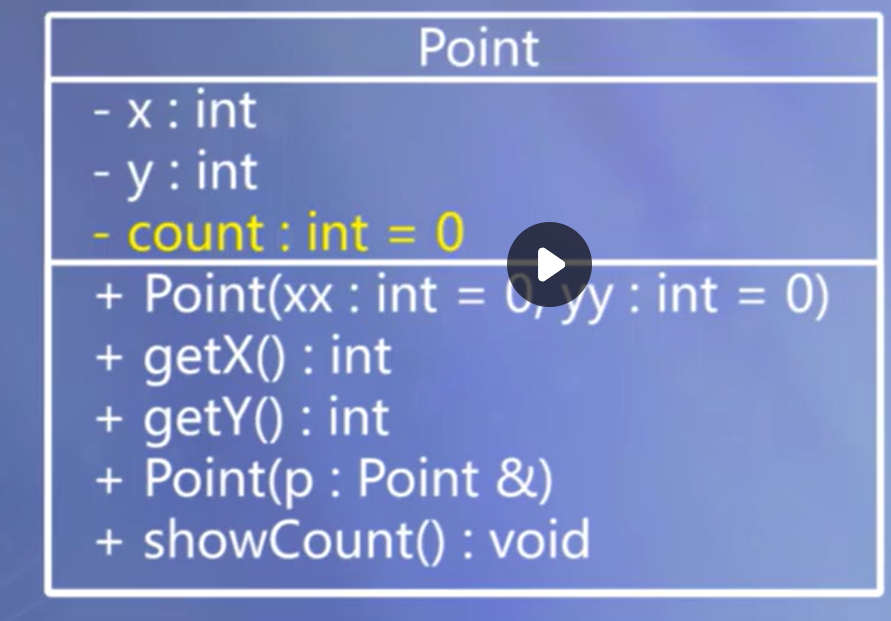 Point
- x : int
- y : int
- count : int = 0
+ Point(xx : int = 0, yy : int = 0)
+ getX() : int
+ getY() : int
+ Point(p : Point &)
+ showCount() : void